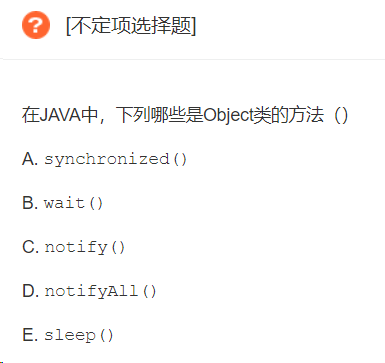 [不定项选择题]
在JAVA中，下列哪些是Object类的方法（）
A. synchronized()
B. wait()
C. notify()
D. notifyAll()
E. sleep()